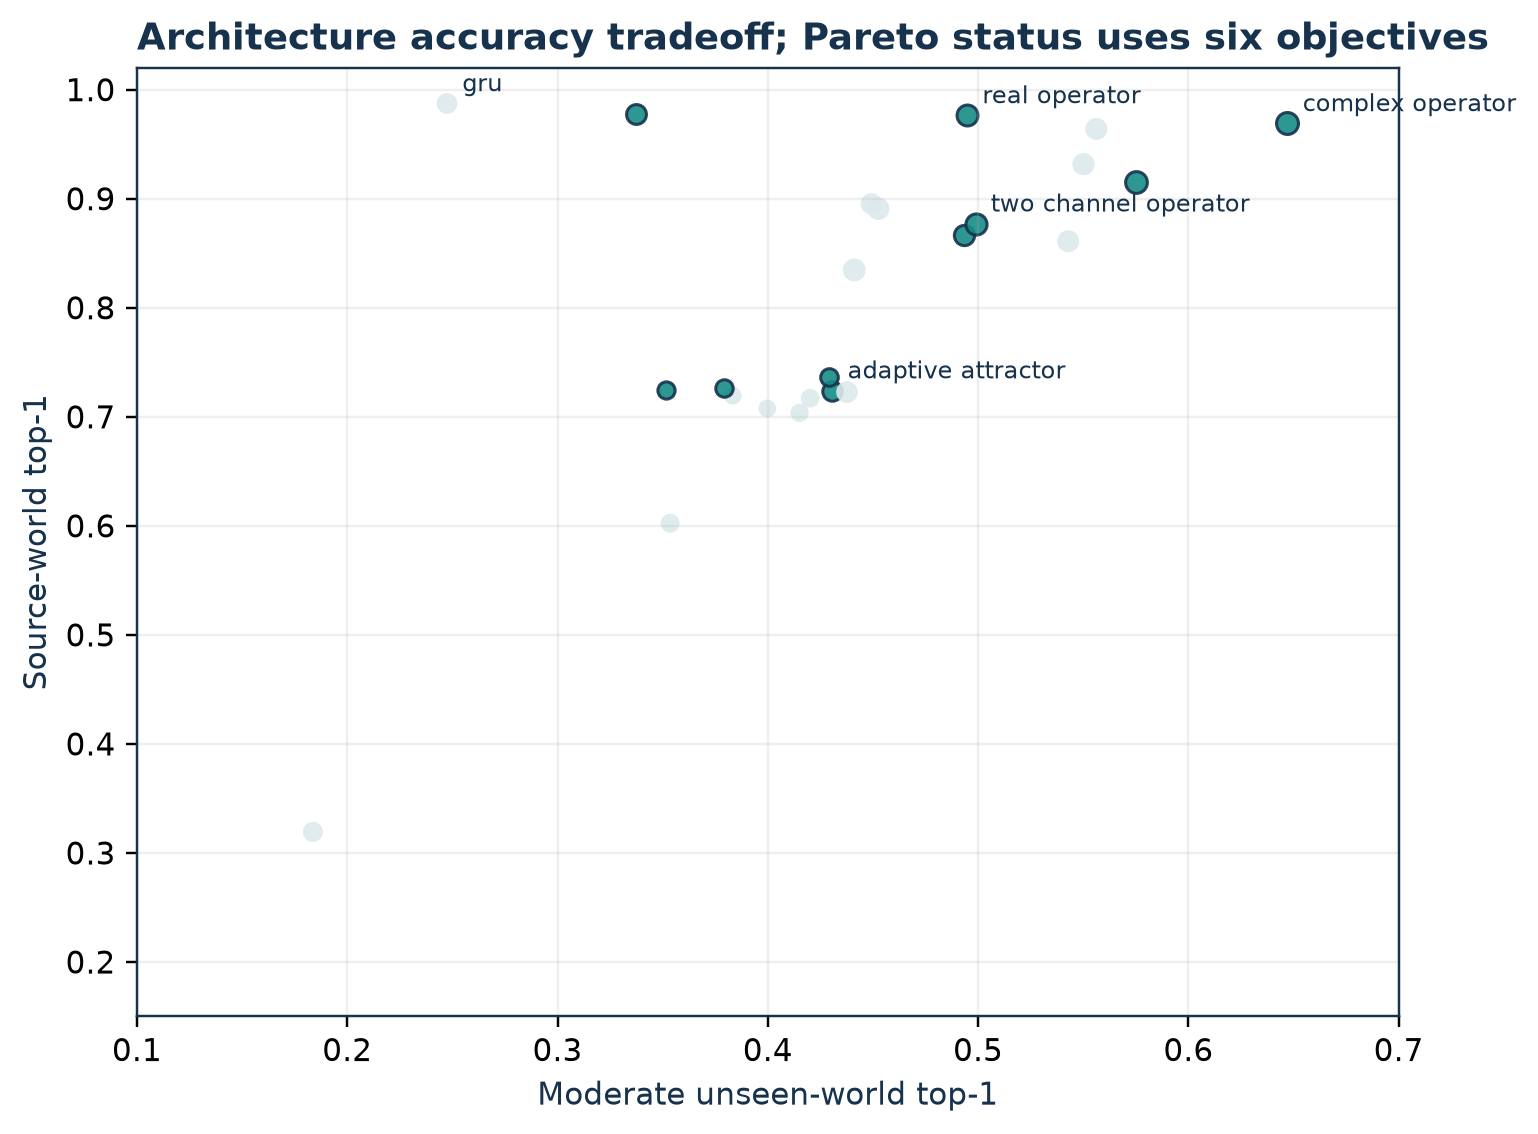 Architecture accuracy tradeoff; Pareto status uses six objectives
gru
real operator
complex operator
two channel operator
adaptive attractor
Source-world top-1
1.0
0.9
0.8
0.7
0.6
0.5
0.4
0.3
0.2
0.1
0.2
0.3
0.4
0.5
0.6
0.7
Moderate unseen-world top-1